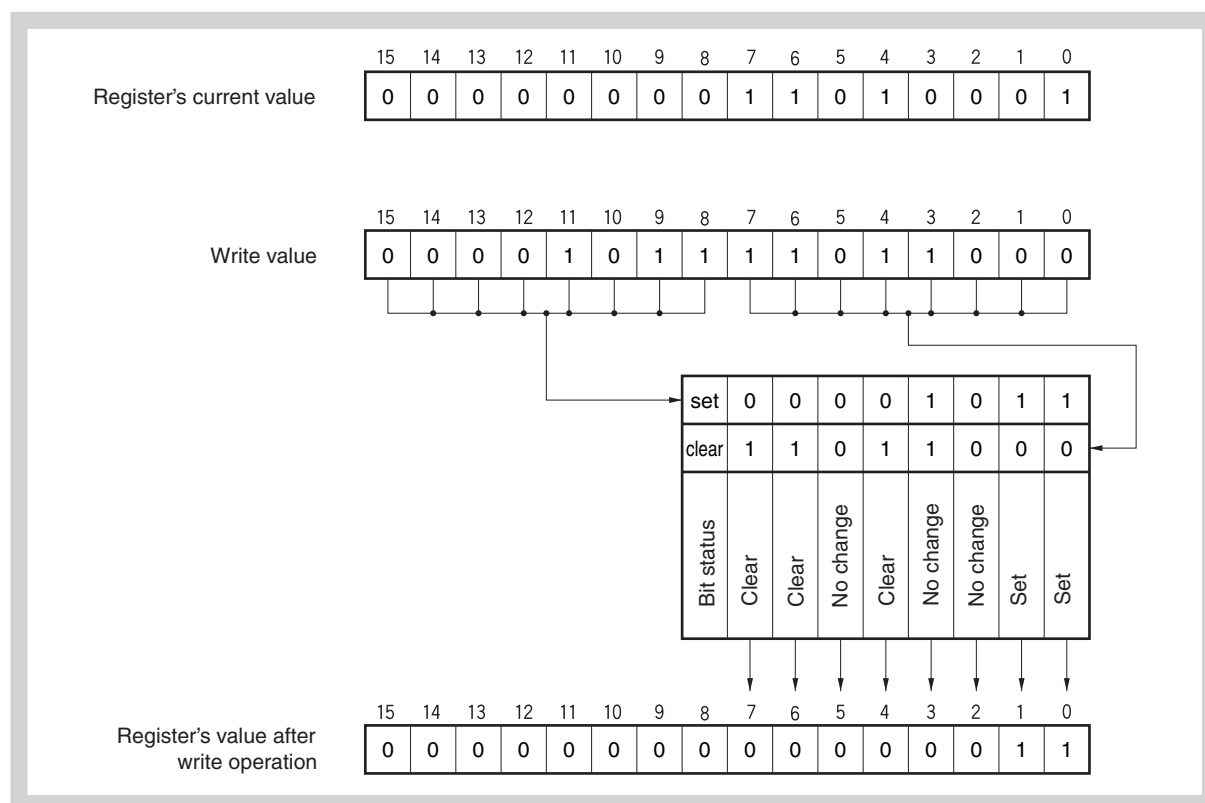 15 14 13 12 11 10 9 8 7 6 5 4 3 2 1 0
Register's current value 0 0 0 0 0 0 0 0 1 1 0 1 0 0 0 1
15 14 13 12 11 10 9 8 7 6 5 4 3 2 1 0
Write value 0 0 0 0 1 0 1 1 1 1 0 1 1 0 0 0
set 0 0 0 0 1 0 1 1
clear 1 1 0 1 1 0 0 0
Bit status Clear Clear No change Clear No change No change Set Set
15 14 13 12 11 10 9 8 7 6 5 4 3 2 1 0
Register's value after
write operation 0 0 0 0 0 0 0 0 0 0 0 0 0 0 1 1